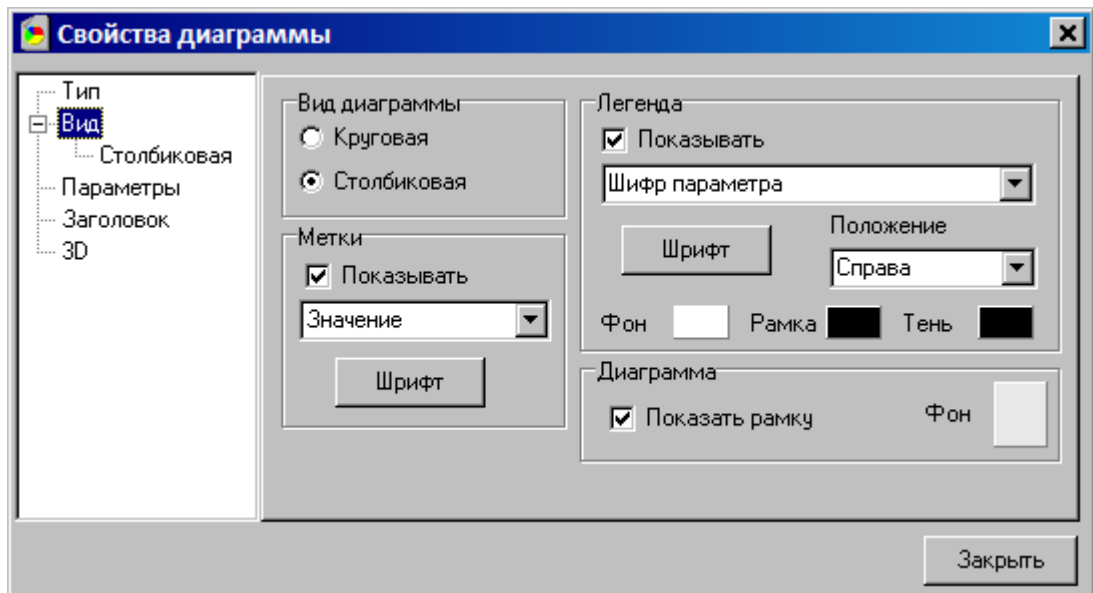 Свойства диаграммы
Тип
Вид
Столбиковая
Параметры
Заголовок
3D
Вид диаграммы
Круговая
Столбиковая
Метки
Показывать
Значение
Шрифт
Легенда
Показывать
Шифр параметра
Шрифт
Положение
Справа
Фон Рамка Тень
Диаграмма
Показать рамку Фон
Закрыть